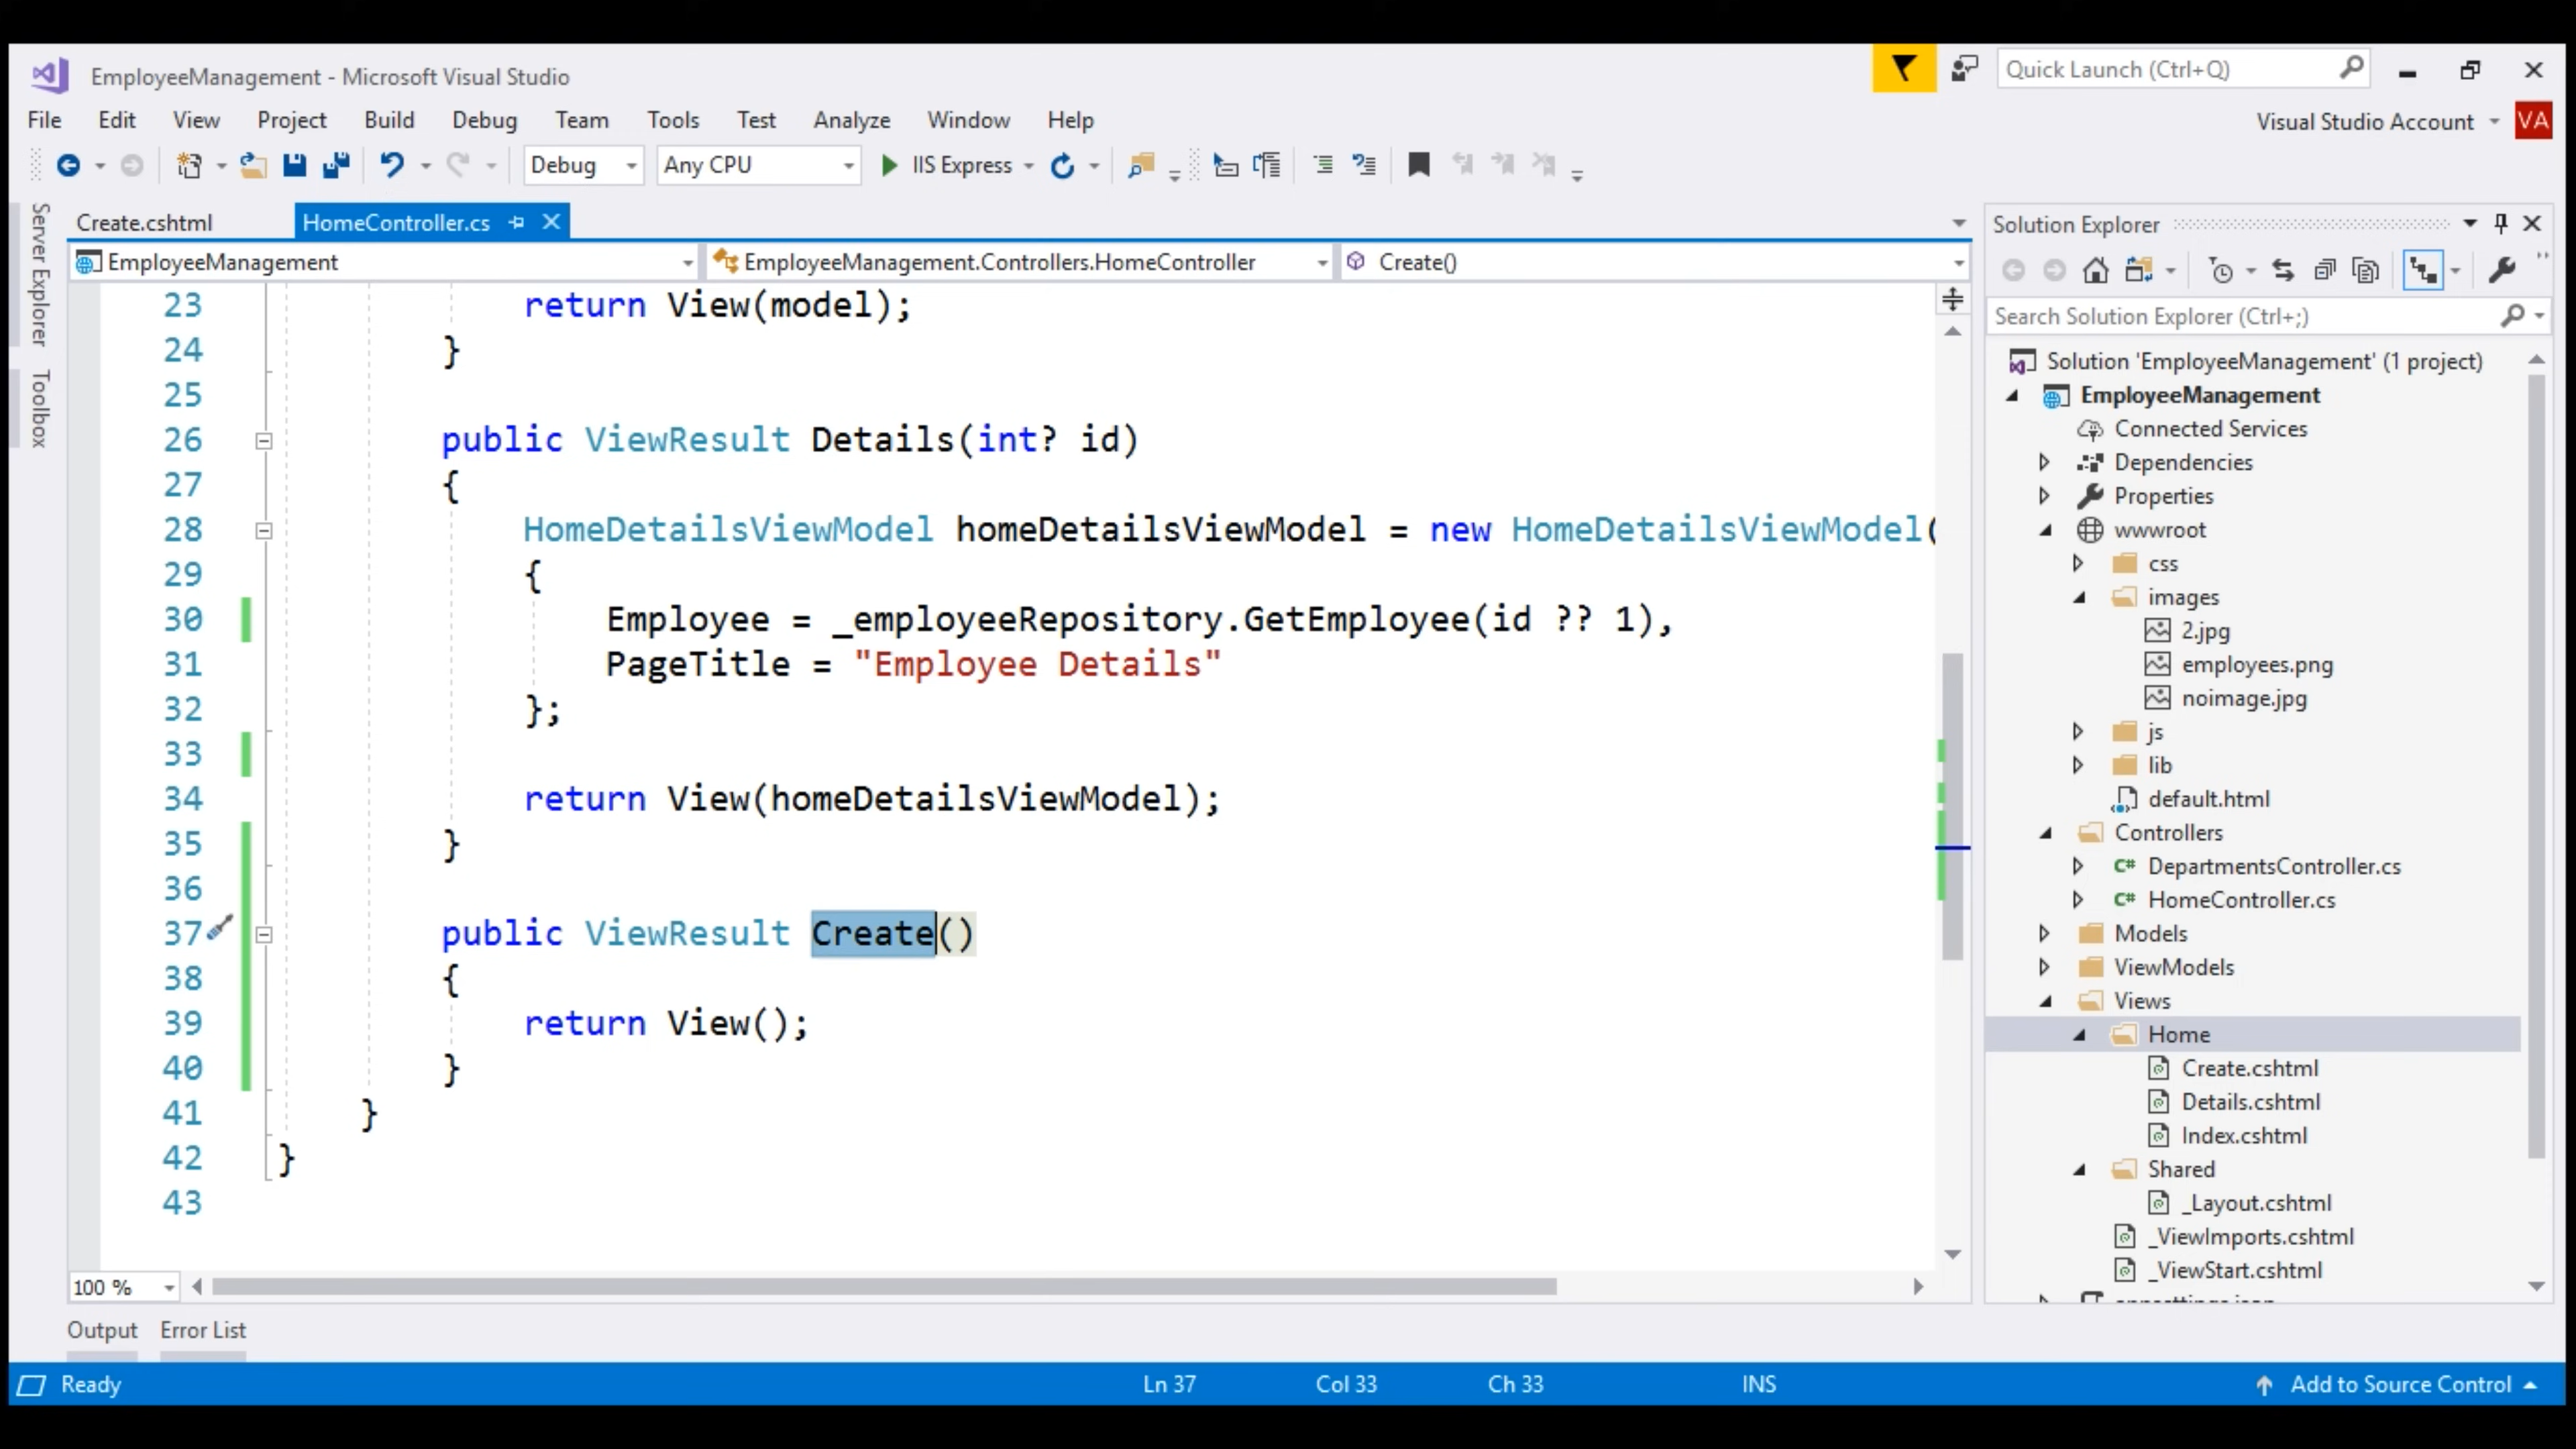 EmployeeManagement - Microsoft Visual Studio
Quick Launch (Ctrl+Q)
File Edit View Project Build Debug Team Tools Test Analyze Window Help
Visual Studio Account VA
Debug Any CPU IIS Express
Server Explorer
Toolbox
Create.cshtml HomeController.cs
EmployeeManagement EmployeeManagement.Controllers.HomeController Create()
23 return View(model);
24 }
25
26 public ViewResult Details(int? id)
27 {
28 HomeDetailsViewModel homeDetailsViewModel = new HomeDetailsViewModel(
29 {
30 Employee = _employeeRepository.GetEmployee(id ?? 1),
31 PageTitle = "Employee Details"
32 };
33
34 return View(homeDetailsViewModel);
35 }
36
37 public ViewResult Create()
38 {
39 return View();
40 }
41 }
42 }
43
100 %
Output Error List
Solution Explorer
Search Solution Explorer (Ctrl+;)
Solution 'EmployeeManagement' (1 project)
EmployeeManagement
Connected Services
Dependencies
Properties
wwwroot
css
images
2.jpg
employees.png
noimage.jpg
js
lib
default.html
Controllers
C# DepartmentsController.cs
C# HomeController.cs
Models
ViewModels
Views
Home
Create.cshtml
Details.cshtml
Index.cshtml
Shared
_Layout.cshtml
_ViewImports.cshtml
_ViewStart.cshtml
Ready Ln 37 Col 33 Ch 33 INS Add to Source Control